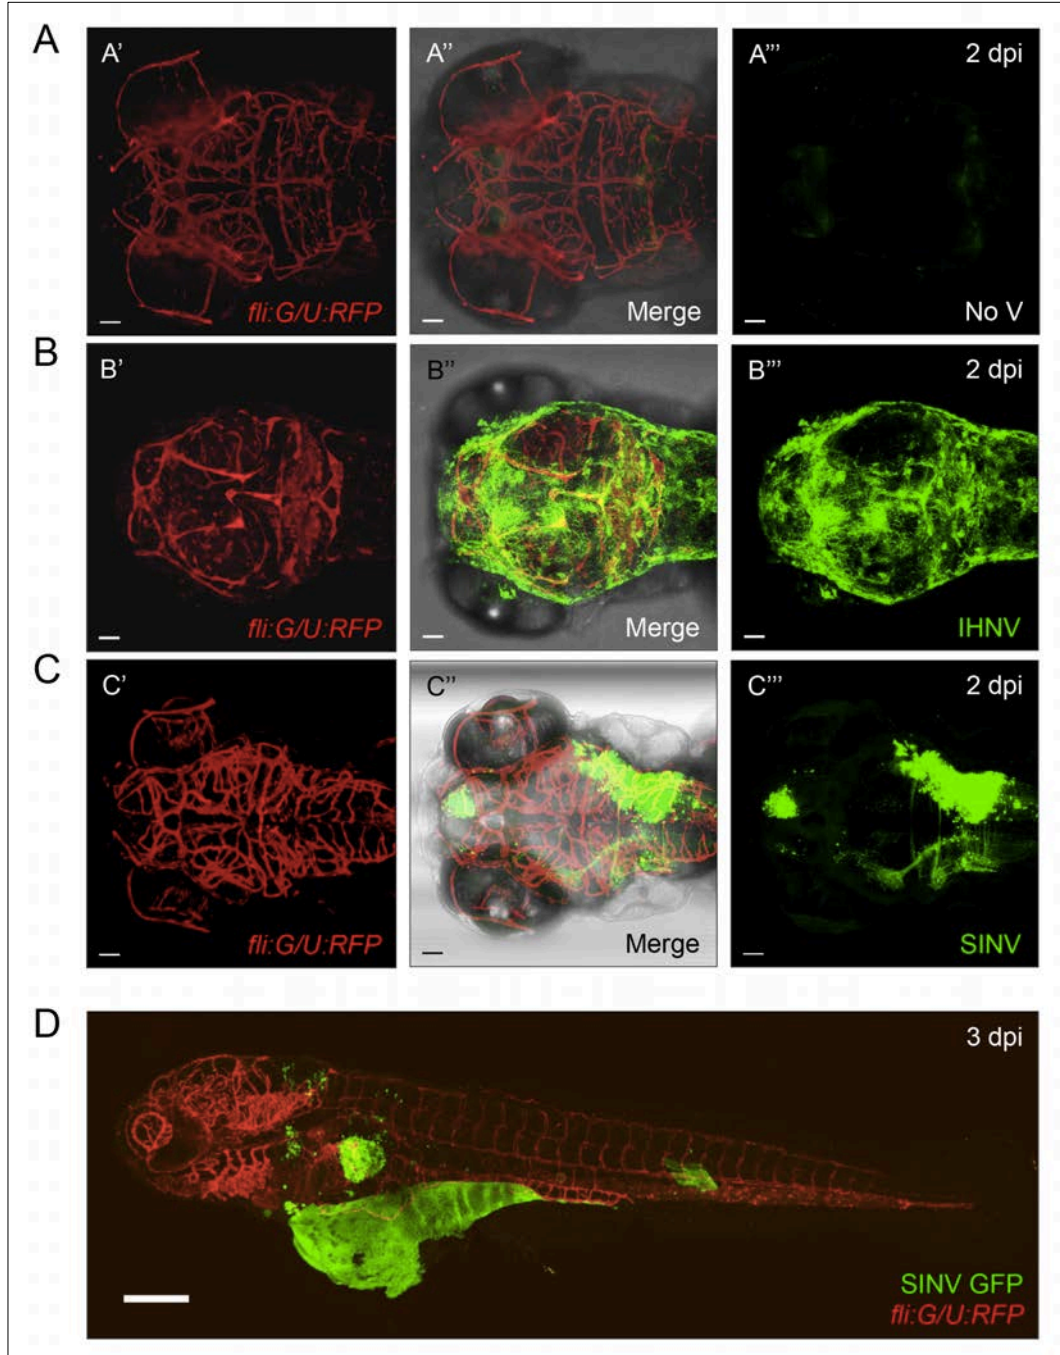 A
A’
fli:G/U:RFP
A’’
Merge
A’’’
2 dpi
No V
B
B’
fli:G/U:RFP
B’’
Merge
B’’’
2 dpi
IHNV
C
C’
fli:G/U:RFP
C’’
Merge
C’’’
2 dpi
SINV
D
3 dpi
SINV GFP
fli:G/U:RFP